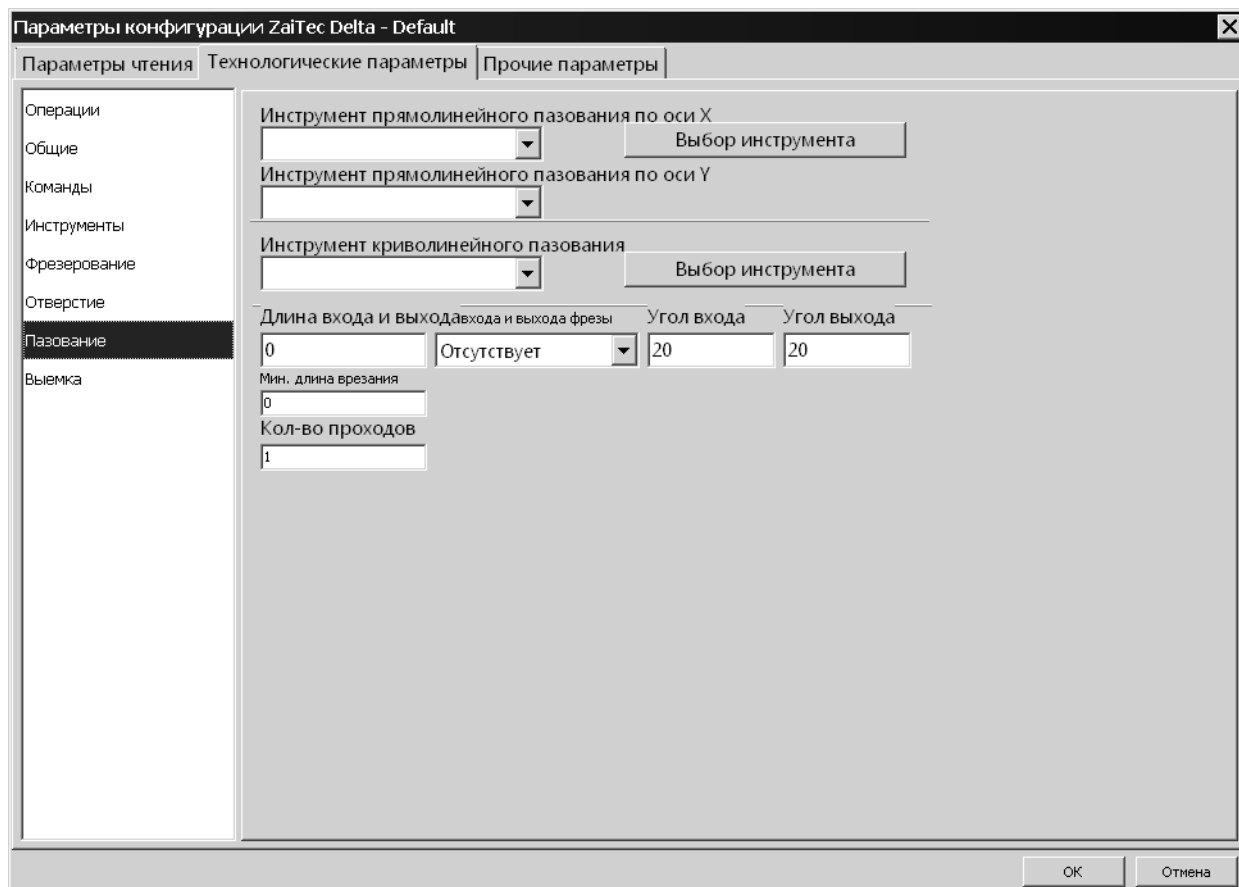 Параметры конфигурации ZaiTec Delta - Default
Параметры чтения Технологические параметры Прочие параметры
Операции
Общие
Команды
Инструменты
Фрезерование
Отверстие
Пазование
Выемка
Инструмент прямолинейного пазования по оси X
Выбор инструмента
Инструмент прямолинейного пазования по оси Y
Инструмент криволинейного пазования
Выбор инструмента
Длина входа и выхода входа и выхода фрезы Угол входа Угол выхода
0 Отсутствует 20 20
Мин. длина врезания
0
Кол-во проходов
1
ОК Отмена